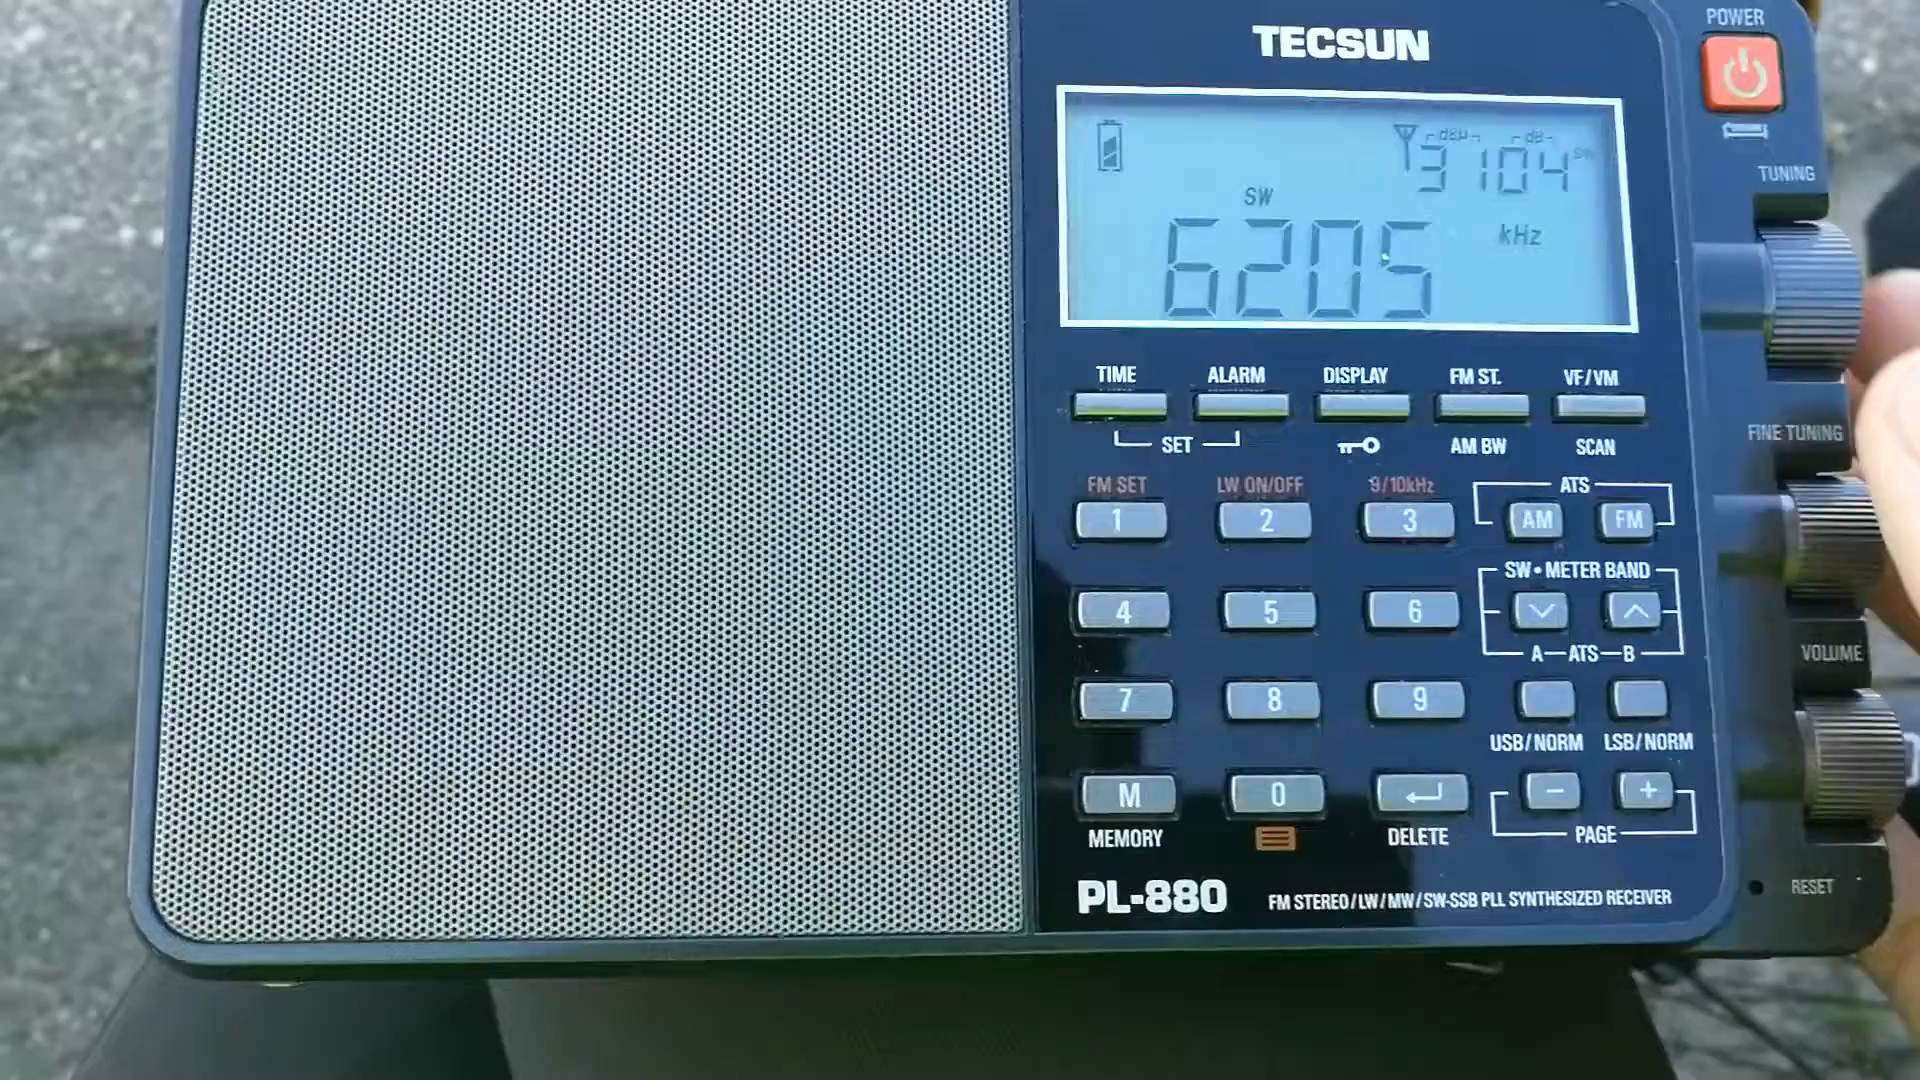 POWER
TECSUN
TUNING
dBμ dB
3104
SW
6205 kHz
TIME ALARM DISPLAY FM ST. VF/VM
SET AM BW SCAN
FINE TUNING
FM SET LW ON/OFF 9/10kHz ATS
1 2 3 AM FM
SW•METER BAND
4 5 6
A—ATS—B
VOLUME
7 8 9
USB/NORM LSB/NORM
M 0 - +
MEMORY DELETE PAGE
PL-880 FM STEREO/LW/MW/SW-SSB PLL SYNTHESIZED RECEIVER
RESET